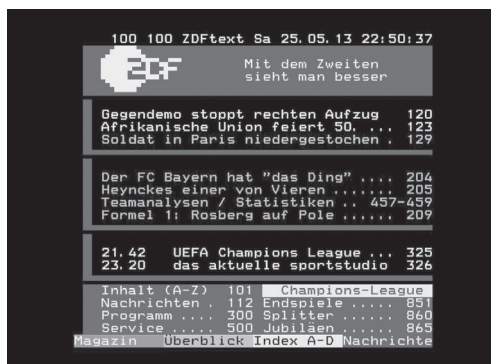 100 100 ZDFtext Sa 25.05.13 22:50:37
ZDF
Mit dem Zweiten
sieht man besser
Gegendemo stoppt rechten Aufzug 120
Afrikanische Union feiert 50. ... 123
Soldat in Paris niedergestochen . 129
Der FC Bayern hat "das Ding" .... 204
Heynckes einer von Vieren ....... 205
Teamanalysen / Statistiken .. 457-459
Formel 1: Rosberg auf Pole ...... 209
21.42 UEFA Champions League ... 325
23.20 das aktuelle sportstudio 326
Inhalt (A-Z) 101 Champions-League
Nachrichten . 112 Endspiele ..... 851
Programm .... 300 Splitter ...... 860
Service ..... 500 Jubiläen ...... 865
Magazin Überblick Index A-D Nachrichte